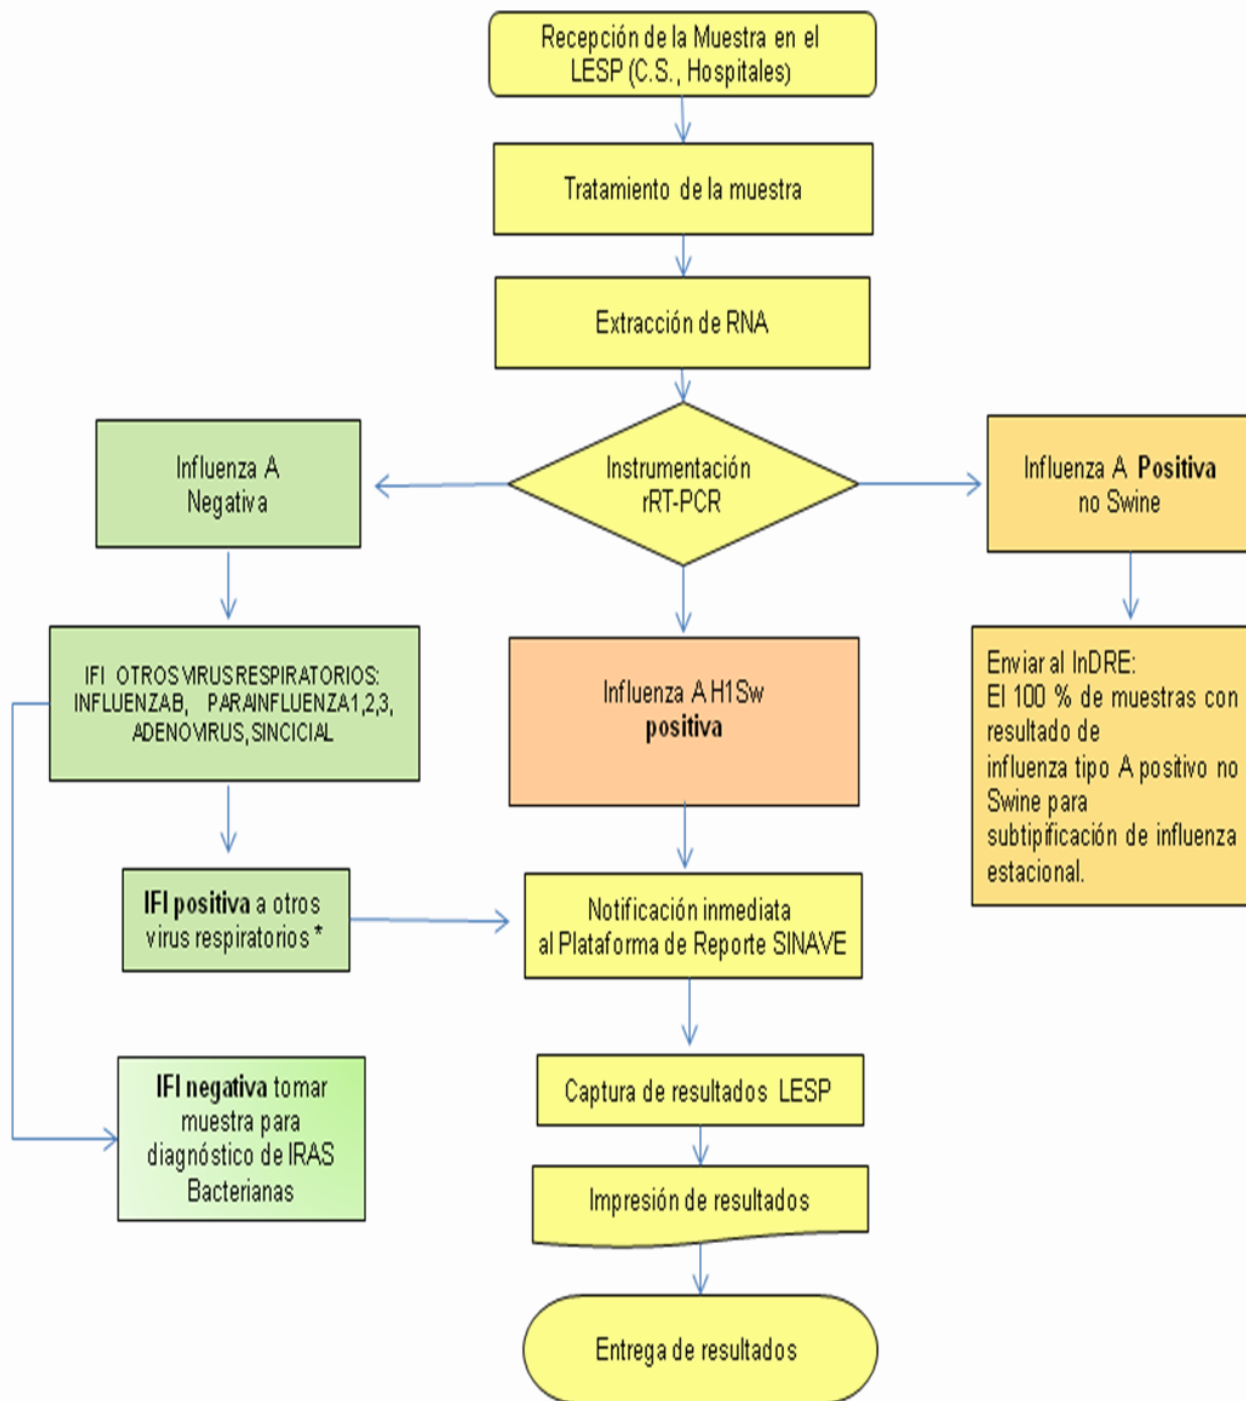 Recepción de la Muestra en el
LESP (C.S., Hospitales)
Tratamiento de la muestra
Extracción de RNA
Instrumentación
rRT-PCR
Influenza A
Negativa
Influenza A Positiva
no Swine
IFI OTROS VIRUS RESPIRATORIOS:
INFLUENZAB, PARAINFLUENZA1,2,3,
ADENOVIRUS, SINCICIAL
Influenza A H1Sw
positiva
Enviar al InDRE:
El 100 % de muestras con
resultado de
influenza tipo A positivo no
Swine para
subtipificación de influenza
estacional.
IFI positiva a otros
virus respiratorios *
Notificación inmediata
al Plataforma de Reporte SINAVE
IFI negativa tomar
muestra para
diagnóstico de IRAS
Bacterianas
Captura de resultados LESP
Impresión de resultados
Entrega de resultados